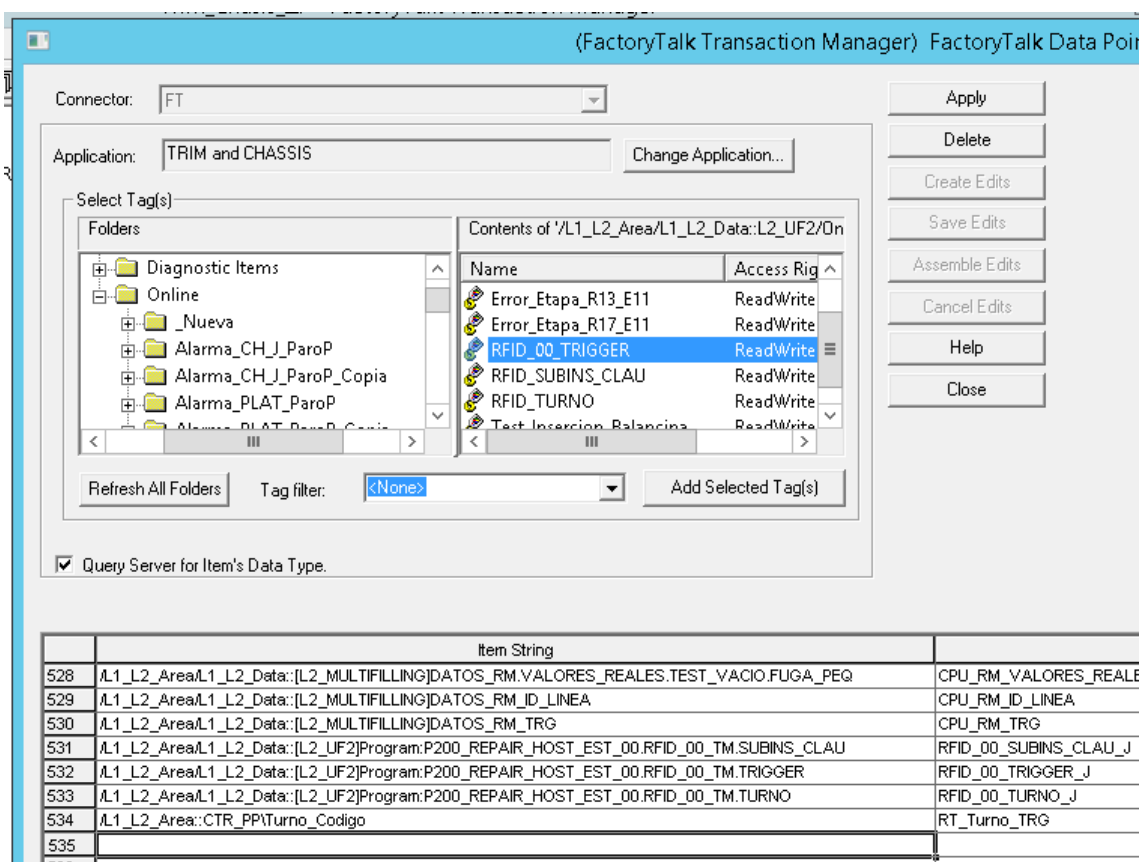 (FactoryTalk Transaction Manager) FactoryTalk Data Poin
Connector:
FT
Apply
Application:
TRIM and CHASSIS
Change Application...
Delete
Create Edits
Select Tag(s)
Save Edits
Folders
Contents of '/L1_L2_Area/L1_L2_Data::L2_UF2/On
Diagnostic Items
Online
_Nueva
Alarma_CH_J_ParoP
Alarma_CH_J_ParoP_Copia
Alarma_PLAT_ParoP
Alarma_PLAT_ParoP_Copia
Name Access Rig
Error_Etapa_R13_E11 ReadWrite
Error_Etapa_R17_E11 ReadWrite
RFID_00_TRIGGER ReadWrite
RFID_SUBINS_CLAU ReadWrite
RFID_TURNO ReadWrite
Test_Insercion_Balancina ReadWrite
Assemble Edits
Cancel Edits
Help
Close
Refresh All Folders
Tag filter:
<None>
Add Selected Tag(s)
Query Server for Item's Data Type.
Item String
528 /L1_L2_Area/L1_L2_Data::[L2_MULTIFILLING]DATOS_RM.VALORES_REALES.TEST_VACIO.FUGA_PEQ CPU_RM_VALORES_REALE
529 /L1_L2_Area/L1_L2_Data::[L2_MULTIFILLING]DATOS_RM_ID_LINEA CPU_RM_ID_LINEA
530 /L1_L2_Area/L1_L2_Data::[L2_MULTIFILLING]DATOS_RM_TRG CPU_RM_TRG
531 /L1_L2_Area/L1_L2_Data::[L2_UF2]Program:P200_REPAIR_HOST_EST_00.RFID_00_TM.SUBINS_CLAU RFID_00_SUBINS_CLAU_J
532 /L1_L2_Area/L1_L2_Data::[L2_UF2]Program:P200_REPAIR_HOST_EST_00.RFID_00_TM.TRIGGER RFID_00_TRIGGER_J
533 /L1_L2_Area/L1_L2_Data::[L2_UF2]Program:P200_REPAIR_HOST_EST_00.RFID_00_TM.TURNO RFID_00_TURNO_J
534 /L1_L2_Area::CTR_PP\Turno_Codigo RT_Turno_TRG
535